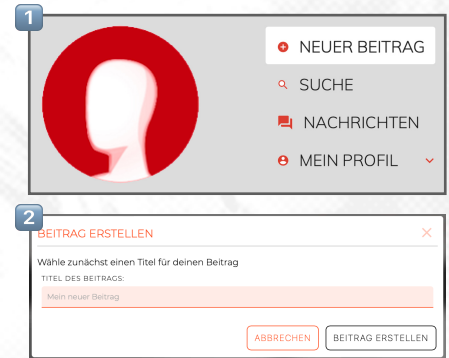 1
NEUER BEITRAG
SUCHE
NACHRICHTEN
MEIN PROFIL
2
BEITRAG ERSTELLEN
Wähle zunächst einen Titel für deinen Beitrag
TITEL DES BEITRAGS:
Mein neuer Beitrag
ABBRECHEN BEITRAG ERSTELLEN